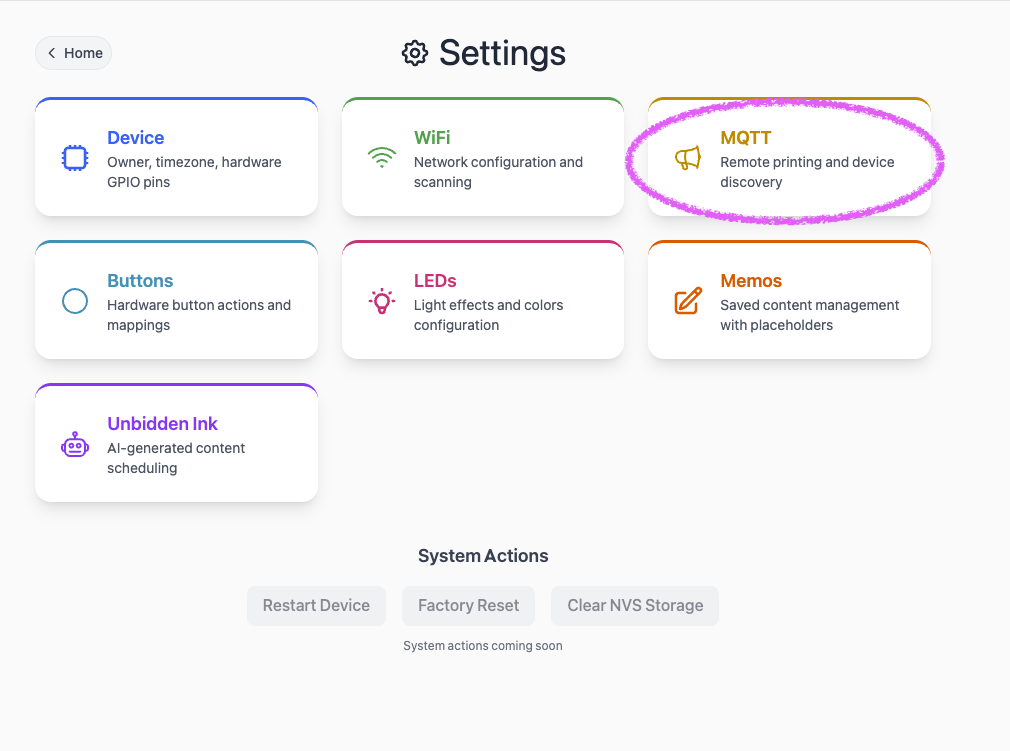 Home
Settings
Device
Owner, timezone, hardware
GPIO pins
WiFi
Network configuration and
scanning
MQTT
Remote printing and device
discovery
Buttons
Hardware button actions and
mappings
LEDs
Light effects and colors
configuration
Memos
Saved content management
with placeholders
Unbidden Ink
AI-generated content
scheduling
System Actions
Restart Device
Factory Reset
Clear NVS Storage
System actions coming soon